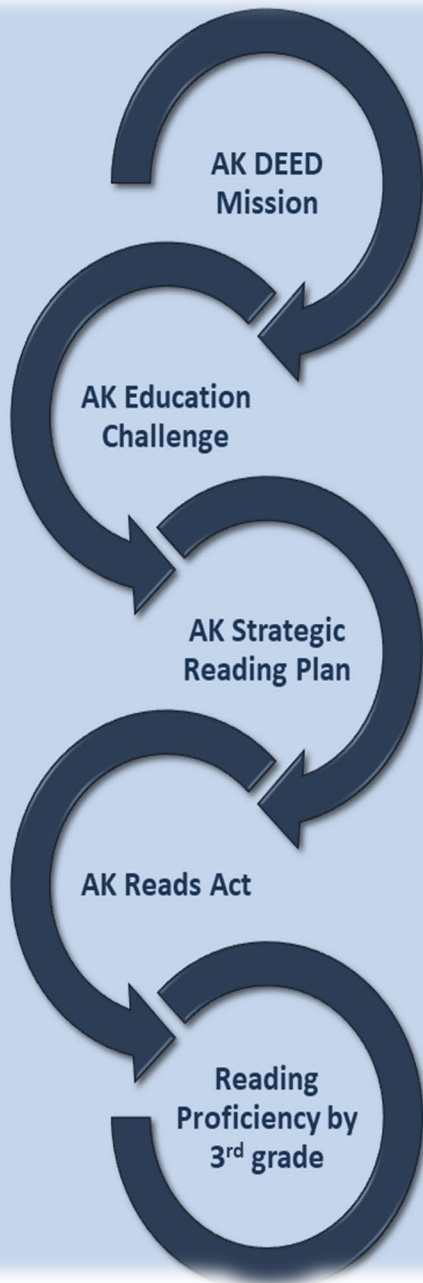 AK DEED
Mission
AK Education
Challenge
AK Strategic
Reading Plan
AK Reads Act
Reading
Proficiency by
3rd grade